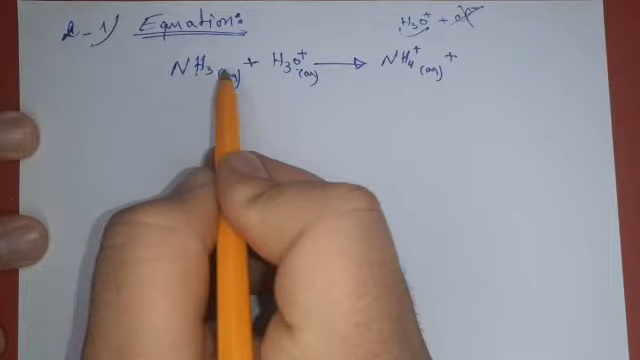 H₃O⁺ +
2-1) Equation:
NH₃ (aq) + H₃O⁺ (aq) ⟶ NH₄⁺ (aq) +